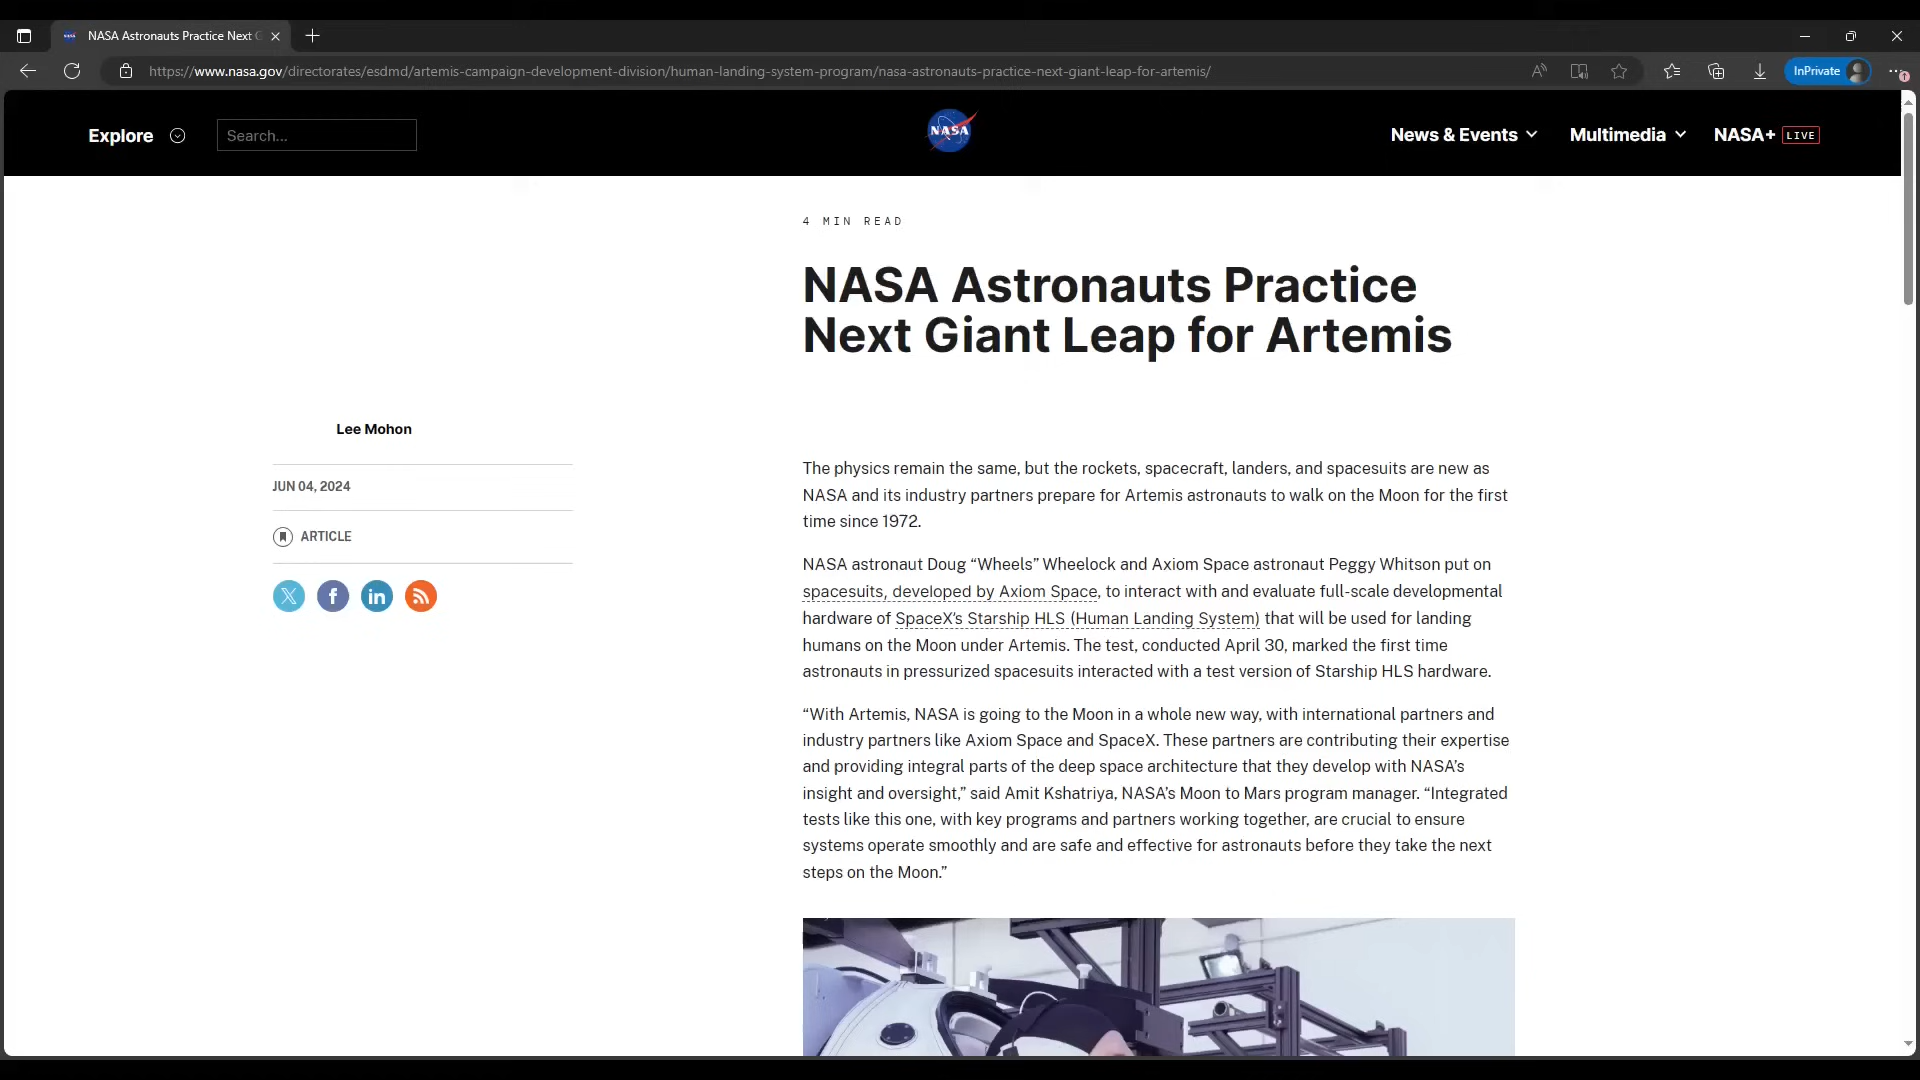 NASA Astronauts Practice Next G
https://www.nasa.gov/directorates/esdmd/artemis-campaign-development-division/human-landing-system-program/nasa-astronauts-practice-next-giant-leap-for-artemis/
InPrivate
Explore
Search...
NASA
News & Events
Multimedia
NASA+ LIVE
4 MIN READ
NASA Astronauts Practice
Next Giant Leap for Artemis
Lee Mohon
JUN 04, 2024
ARTICLE
The physics remain the same, but the rockets, spacecraft, landers, and spacesuits are new as
NASA and its industry partners prepare for Artemis astronauts to walk on the Moon for the first
time since 1972.
NASA astronaut Doug “Wheels” Wheelock and Axiom Space astronaut Peggy Whitson put on
spacesuits, developed by Axiom Space, to interact with and evaluate full-scale developmental
hardware of SpaceX’s Starship HLS (Human Landing System) that will be used for landing
humans on the Moon under Artemis. The test, conducted April 30, marked the first time
astronauts in pressurized spacesuits interacted with a test version of Starship HLS hardware.
“With Artemis, NASA is going to the Moon in a whole new way, with international partners and
industry partners like Axiom Space and SpaceX. These partners are contributing their expertise
and providing integral parts of the deep space architecture that they develop with NASA’s
insight and oversight,” said Amit Kshatriya, NASA’s Moon to Mars program manager. “Integrated
tests like this one, with key programs and partners working together, are crucial to ensure
systems operate smoothly and are safe and effective for astronauts before they take the next
steps on the Moon.”